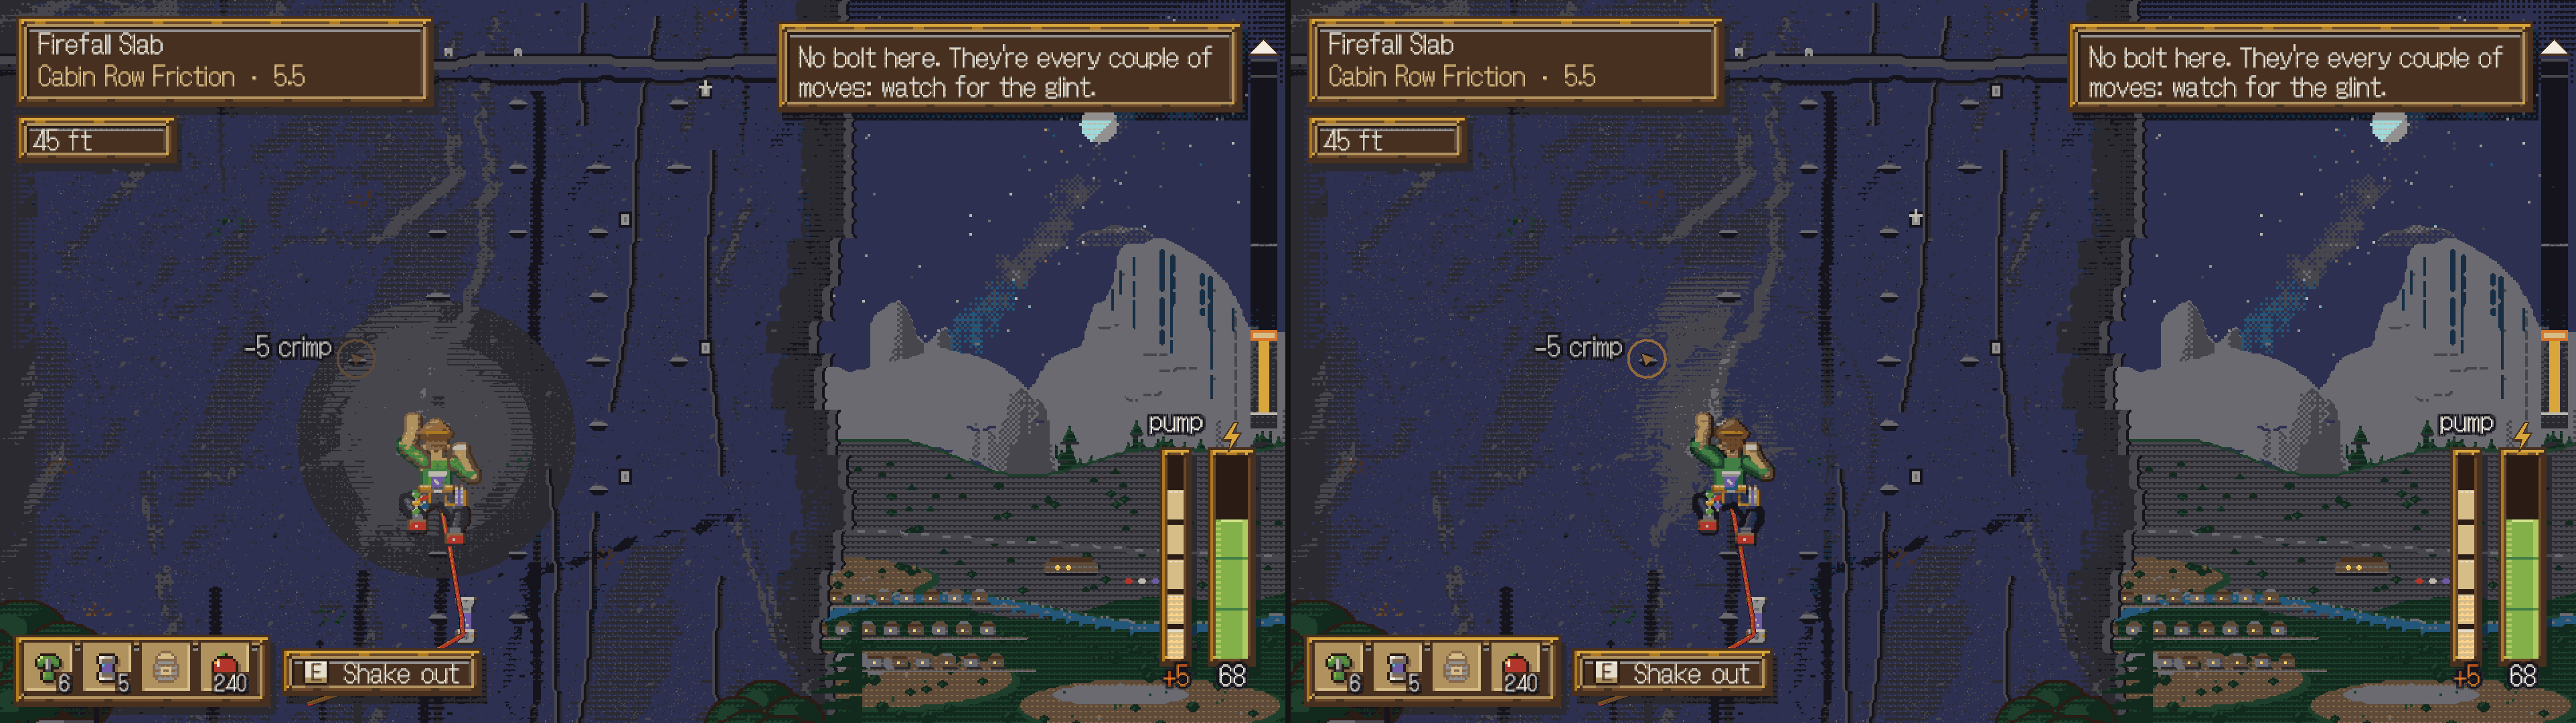 Firefall Slab
Cabin Row Friction · 5.5
45 ft
No bolt here. They're every couple of
moves: watch for the glint.
-5 crimp
pump
6
5
240
E Shake out
+5
68
Firefall Slab
Cabin Row Friction · 5.5
45 ft
No bolt here. They're every couple of
moves: watch for the glint.
-5 crimp
pump
6
5
240
E Shake out
+5
68